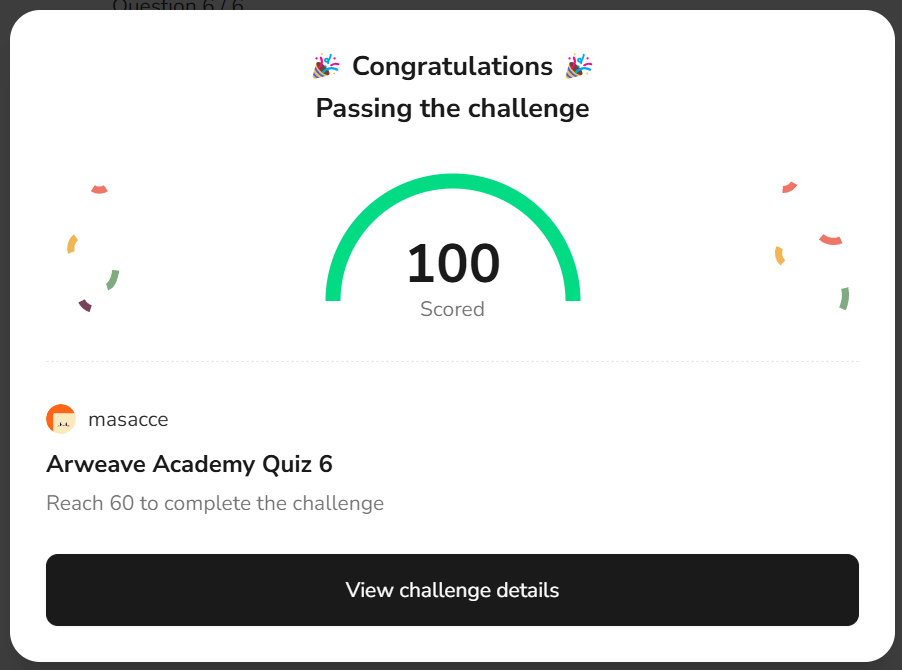 Question 6 / 6
Congratulations
Passing the challenge
100
Scored
masacce
Arweave Academy Quiz 6
Reach 60 to complete the challenge
View challenge details